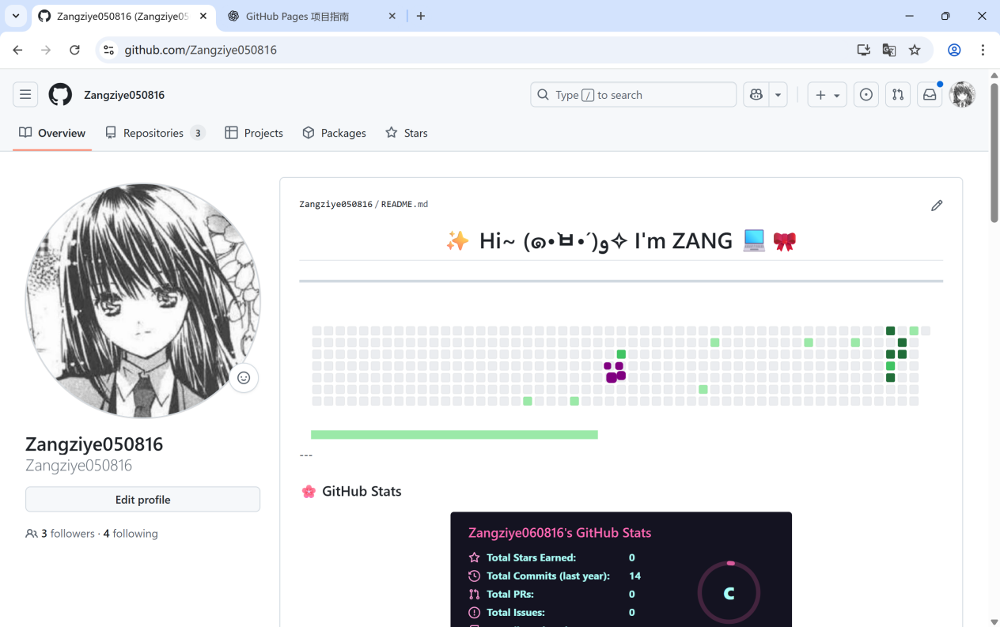 Zangziye050816 (Zangziye05
GitHub Pages 项目指南
github.com/Zangziye050816
Zangziye050816
Type / to search
Overview
Repositories 3
Projects
Packages
Stars
Zangziye050816/README.md
✨ Hi~ (๑•̀ㅂ•́)و✧ I'm ZANG 💻 🎀
---
🌸 GitHub Stats
Zangziye060816's GitHub Stats
Total Stars Earned: 0
Total Commits (last year): 14
Total PRs: 0
Total Issues: 0
C
Zangziye050816
Zangziye050816
Edit profile
3 followers · 4 following